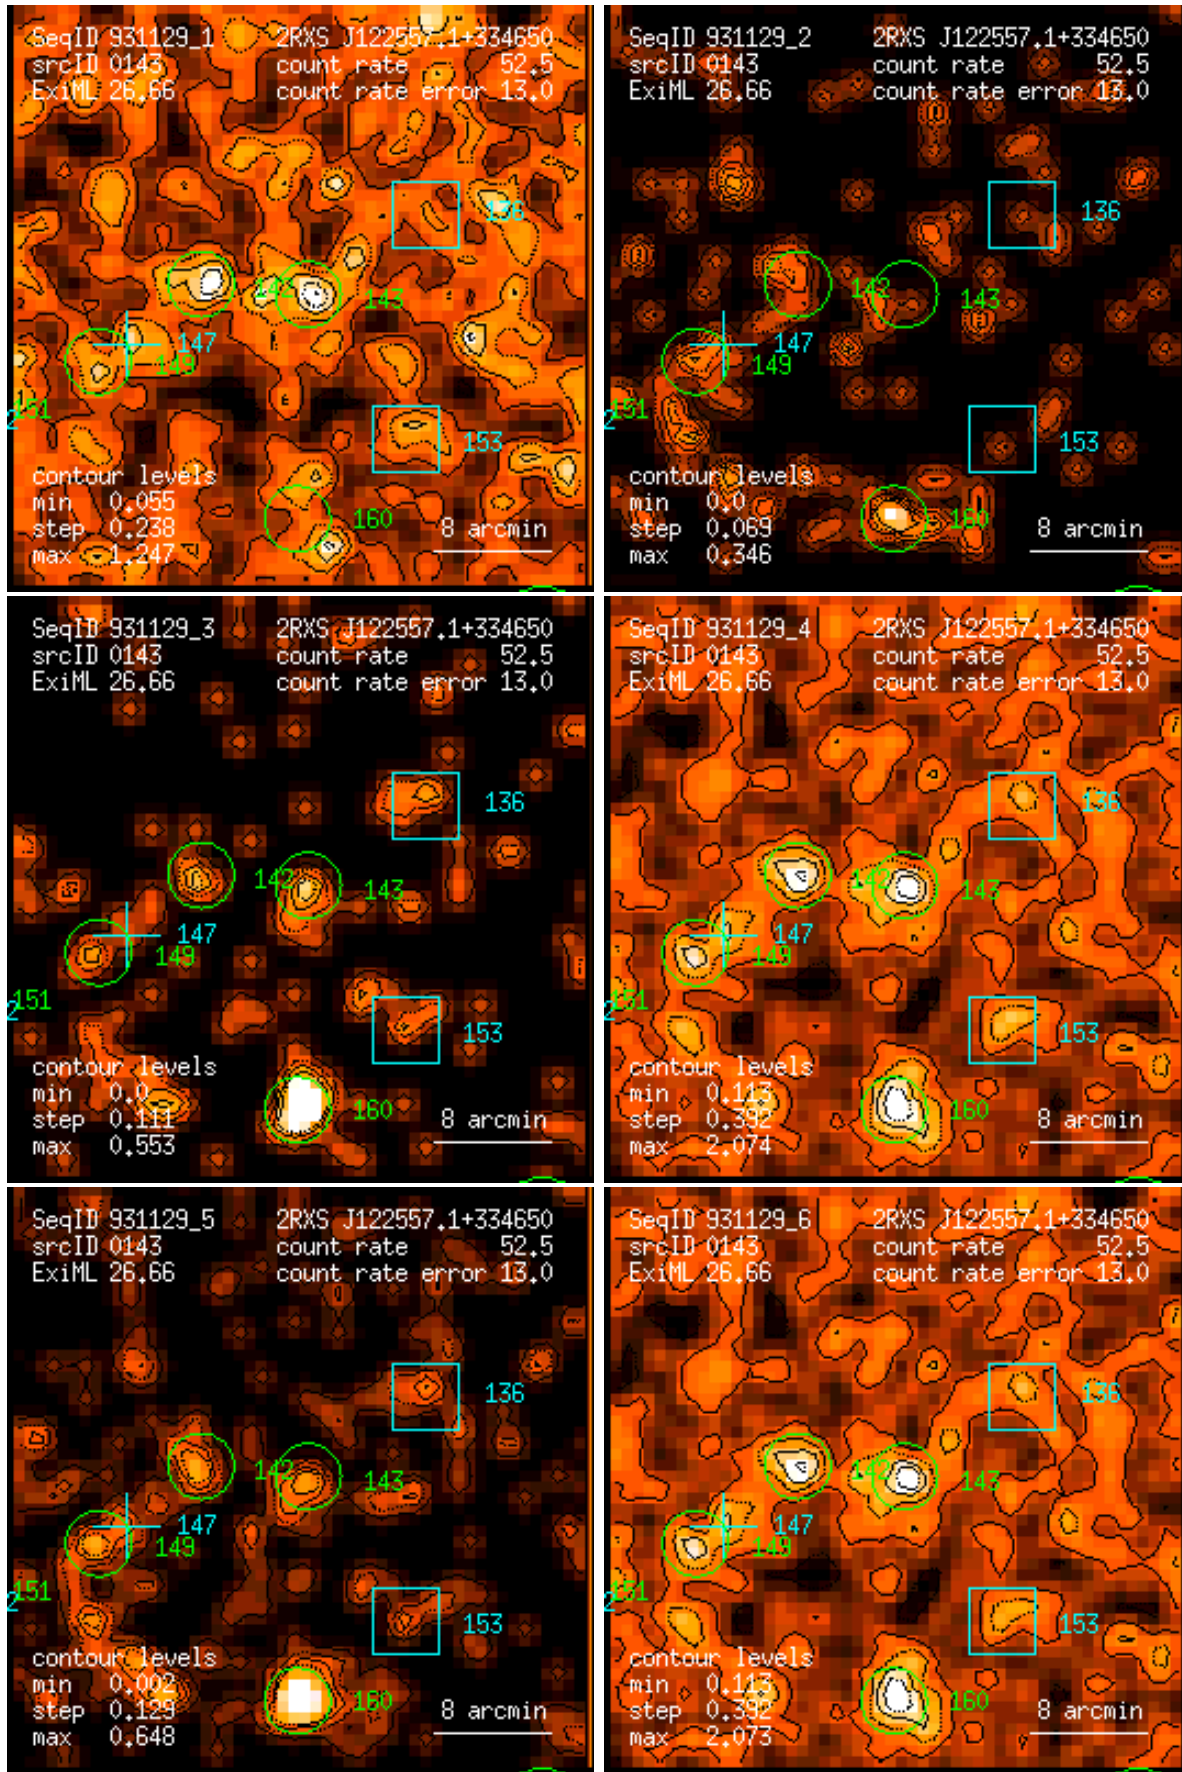 SeqID 931129_1 2RXS J122557.1+334650
srcID 0143 count rate 52.5
ExiML 26.66 count rate error 13.0
136
142 143
147
149
151
2
153
contour levels
min 0.055
160
step 0.238 8 arcmin
max 1.247
SeqID 931129_2 2RXS J122557.1+334650
srcID 0143 count rate 52.5
ExiML 26.66 count rate error 13.0
136
142 143
147
149
151
2
153
contour levels
min 0.0
160
step 0.069 8 arcmin
max 0.346
SeqID 931129_3 2RXS J122557.1+334650
srcID 0143 count rate 52.5
ExiML 26.66 count rate error 13.0
136
142 143
147
149
151
2
153
contour levels
min 0.0
160
step 0.111 8 arcmin
max 0.553
SeqID 931129_4 2RXS J122557.1+334650
srcID 0143 count rate 52.5
ExiML 26.66 count rate error 13.0
136
142 143
147
149
151
2
153
contour levels
min 0.113
160
step 0.392 8 arcmin
max 2.074
SeqID 931129_5 2RXS J122557.1+334650
srcID 0143 count rate 52.5
ExiML 26.66 count rate error 13.0
136
142 143
147
149
151
2
153
contour levels
min 0.002
160
step 0.129 8 arcmin
max 0.648
SeqID 931129_6 2RXS J122557.1+334650
srcID 0143 count rate 52.5
ExiML 26.66 count rate error 13.0
136
142 143
147
149
151
2
153
contour levels
min 0.113
160
step 0.392 8 arcmin
max 2.073